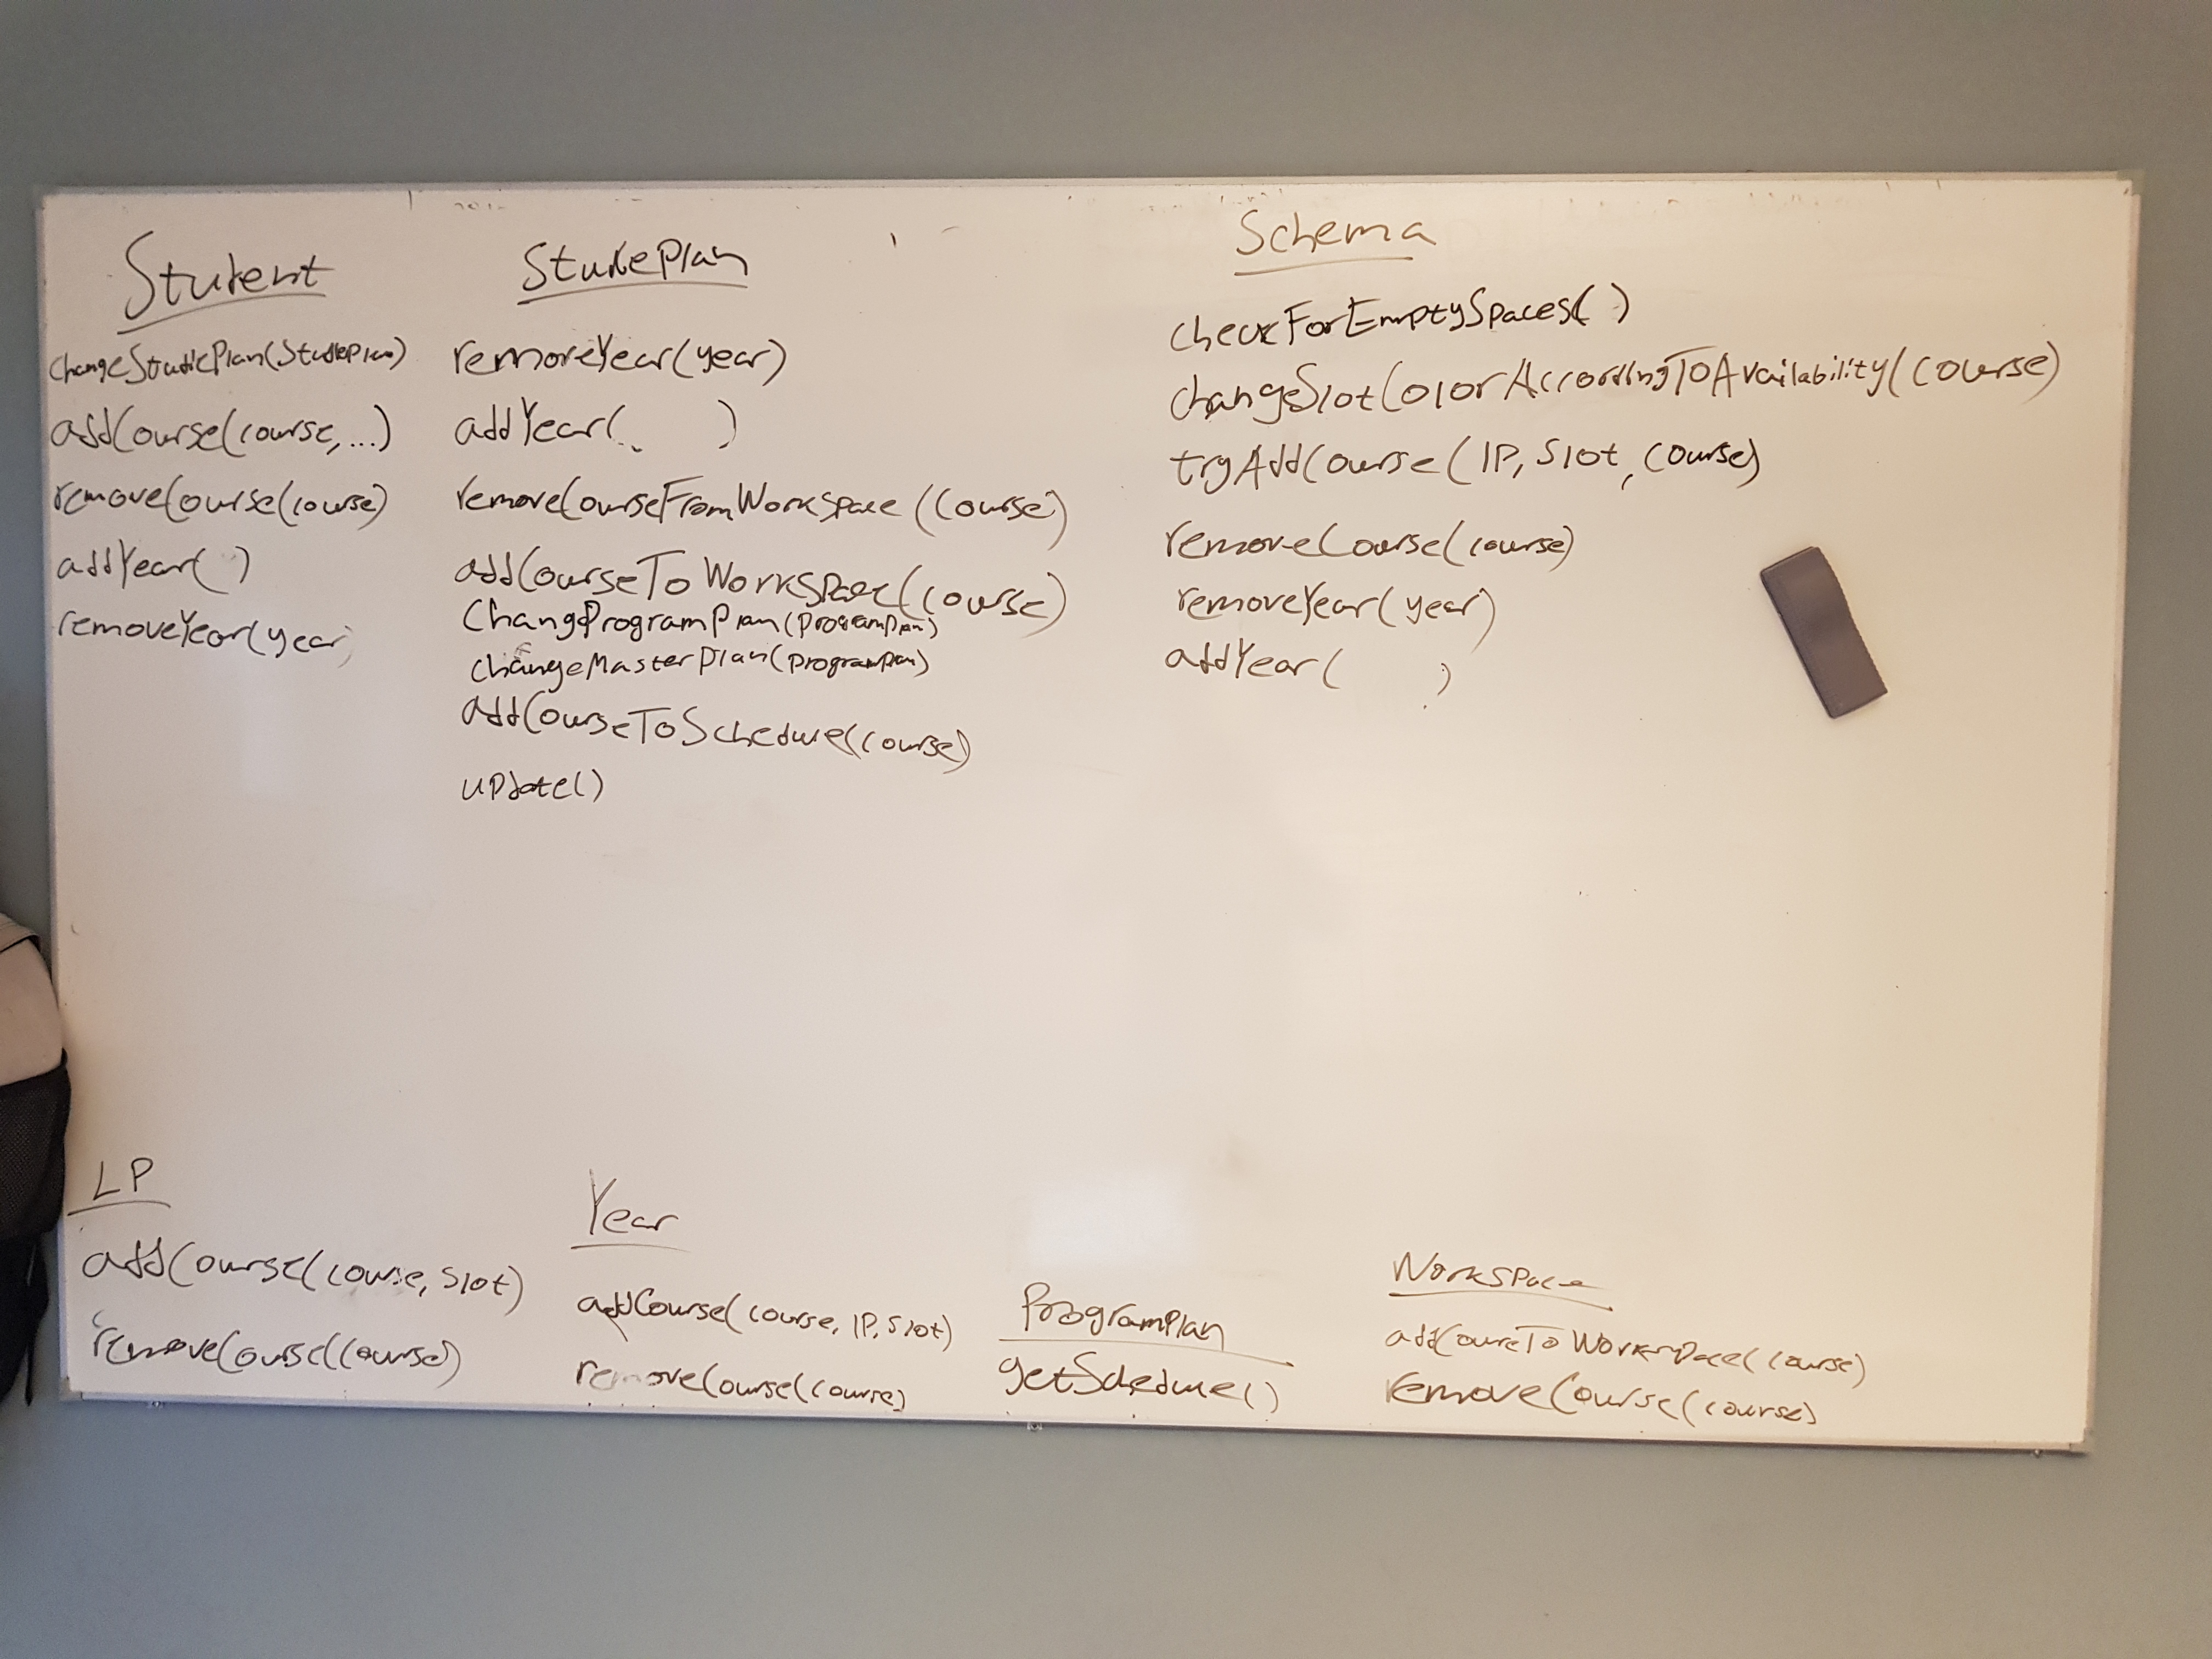 Student
changeStudiePlan(StudiePlan)
addCourse(course,...)
removeCourse(course)
addYear( )
removeYear(year)
StudiePlan
removeYear(year)
addYear( )
removeCourseFromWorkspace(course)
addCourseToWorkspace(course)
changeProgramPlan(programplan)
changeMasterplan(programplan)
addCourseToSchedule(course)
update()
Schema
checkForEmptySpaces( )
changeSlotColorAccordingToAvailability(course)
tryAddCourse(lP, slot, course)
removeCourse(course)
removeYear(year)
addYear( )
LP
addCourse(course, slot)
removeCourse(course)
Year
addCourse(course, lP, slot)
removeCourse(course)
ProgramPlan
getSchedule()
Workspace
addCoureToWorkspace(course)
removeCourse(course)